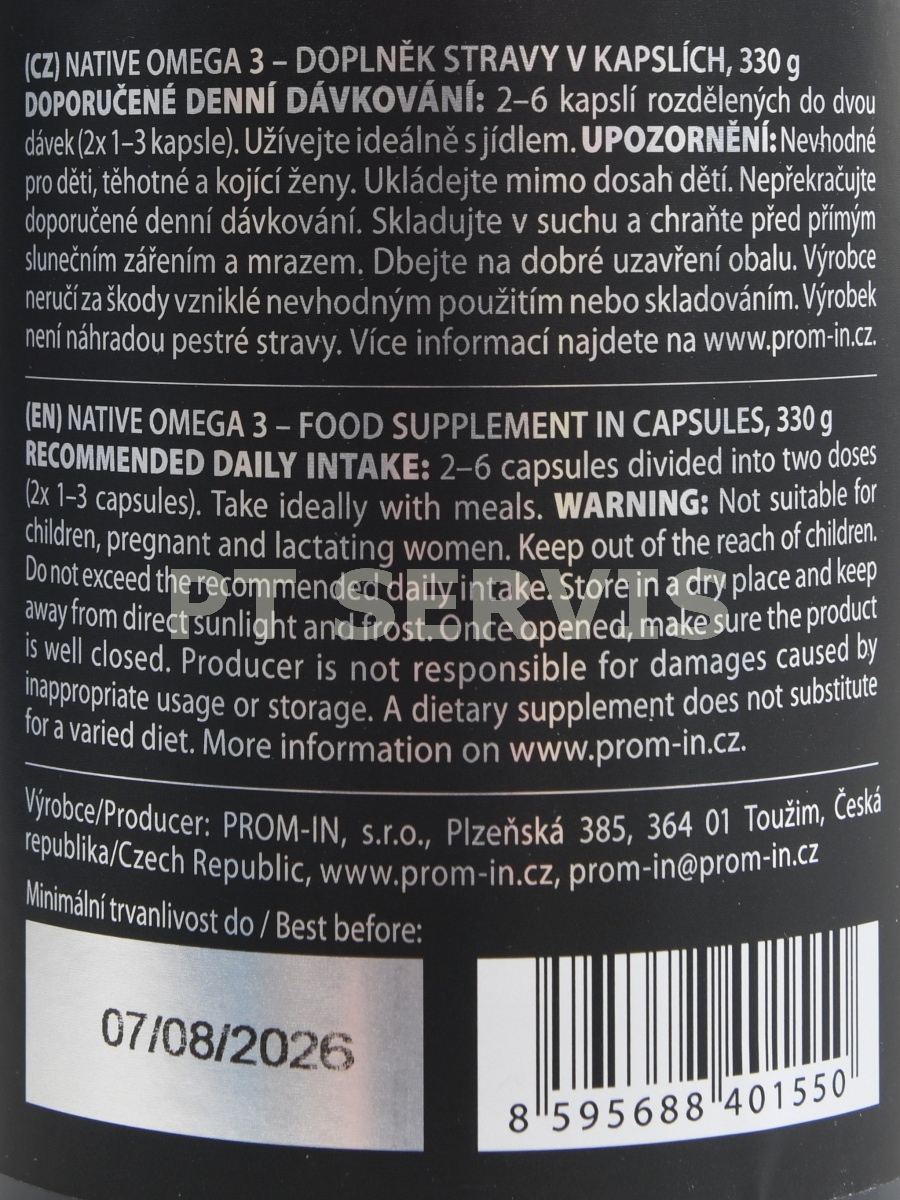 (CZ) NATIVE OMEGA 3 – DOPLNĚK STRAVY V KAPSLÍCH, 330 g
DOPORUČENÉ DENNÍ DÁVKOVÁNÍ: 2–6 kapslí rozdělených do dvou
dávek (2x 1–3 kapsle). Užívejte ideálně s jídlem. UPOZORNĚNÍ: Nevhodné
pro děti, těhotné a kojící ženy. Ukládejte mimo dosah dětí. Nepřekračujte
doporučené denní dávkování. Skladujte v suchu a chraňte před přímým
slunečním zářením a mrazem. Dbejte na dobré uzavření obalu. Výrobce
neručí za škody vzniklé nevhodným použitím nebo skladováním. Výrobek
není náhradou pestré stravy. Více informací najdete na www.prom-in.cz.
(EN) NATIVE OMEGA 3 – FOOD SUPPLEMENT IN CAPSULES, 330 g
RECOMMENDED DAILY INTAKE: 2–6 capsules divided into two doses
(2x 1–3 capsules). Take ideally with meals. WARNING: Not suitable for
children, pregnant and lactating women. Keep out of the reach of children.
Do not exceed the recommended daily intake. Store in a dry place and keep
away from direct sunlight and frost. Once opened, make sure the product
PT SERVIS
is well closed. Producer is not responsible for damages caused by
inappropriate usage or storage. A dietary supplement does not substitute
for a varied diet. More information on www.prom-in.cz.
Výrobce/Producer: PROM-IN, s.r.o., Plzeňská 385, 364 01 Toužim, Česká
republika/Czech Republic, www.prom-in.cz, prom-in@prom-in.cz
Minimální trvanlivost do / Best before:
07/08/2026
8 595688 401550